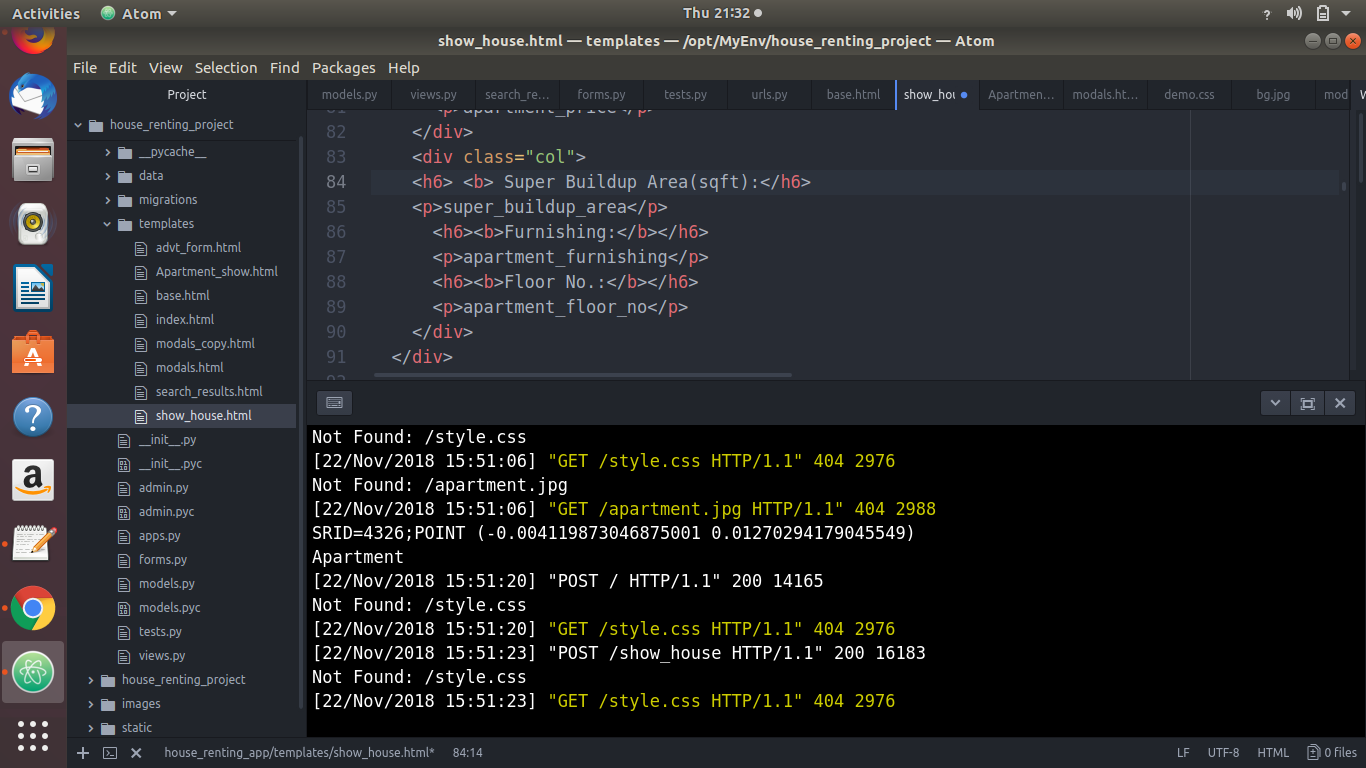 Activities Atom Thu 21:32 ?
show_house.html — templates — /opt/MyEnv/house_renting_project — Atom
File Edit View Selection Find Packages Help
Project
models.py views.py search_re... forms.py tests.py urls.py base.html show_hou Apartmen... modals.ht... demo.css bg.jpg mod W
house_renting_project
__pycache__
data
migrations
templates
advt_form.html
Apartment_show.html
base.html
index.html
modals_copy.html
modals.html
search_results.html
show_house.html
__init__.py
__init__.pyc
admin.py
admin.pyc
apps.py
forms.py
models.py
models.pyc
tests.py
views.py
house_renting_project
images
static
81 <p>apartment_price</p>
82 </div>
83 <div class="col">
84 <h6> <b> Super Buildup Area(sqft):</h6>
85 <p>super_buildup_area</p>
86 <h6><b>Furnishing:</b></h6>
87 <p>apartment_furnishing</p>
88 <h6><b>Floor No.:</b></h6>
89 <p>apartment_floor_no</p>
90 </div>
91 </div>
92
Not Found: /style.css
[22/Nov/2018 15:51:06] "GET /style.css HTTP/1.1" 404 2976
Not Found: /apartment.jpg
[22/Nov/2018 15:51:06] "GET /apartment.jpg HTTP/1.1" 404 2988
SRID=4326;POINT (-0.004119873046875001 0.01270294179045549)
Apartment
[22/Nov/2018 15:51:20] "POST / HTTP/1.1" 200 14165
Not Found: /style.css
[22/Nov/2018 15:51:20] "GET /style.css HTTP/1.1" 404 2976
[22/Nov/2018 15:51:23] "POST /show_house HTTP/1.1" 200 16183
Not Found: /style.css
[22/Nov/2018 15:51:23] "GET /style.css HTTP/1.1" 404 2976
house_renting_app/templates/show_house.html* 84:14 LF UTF-8 HTML 0 files